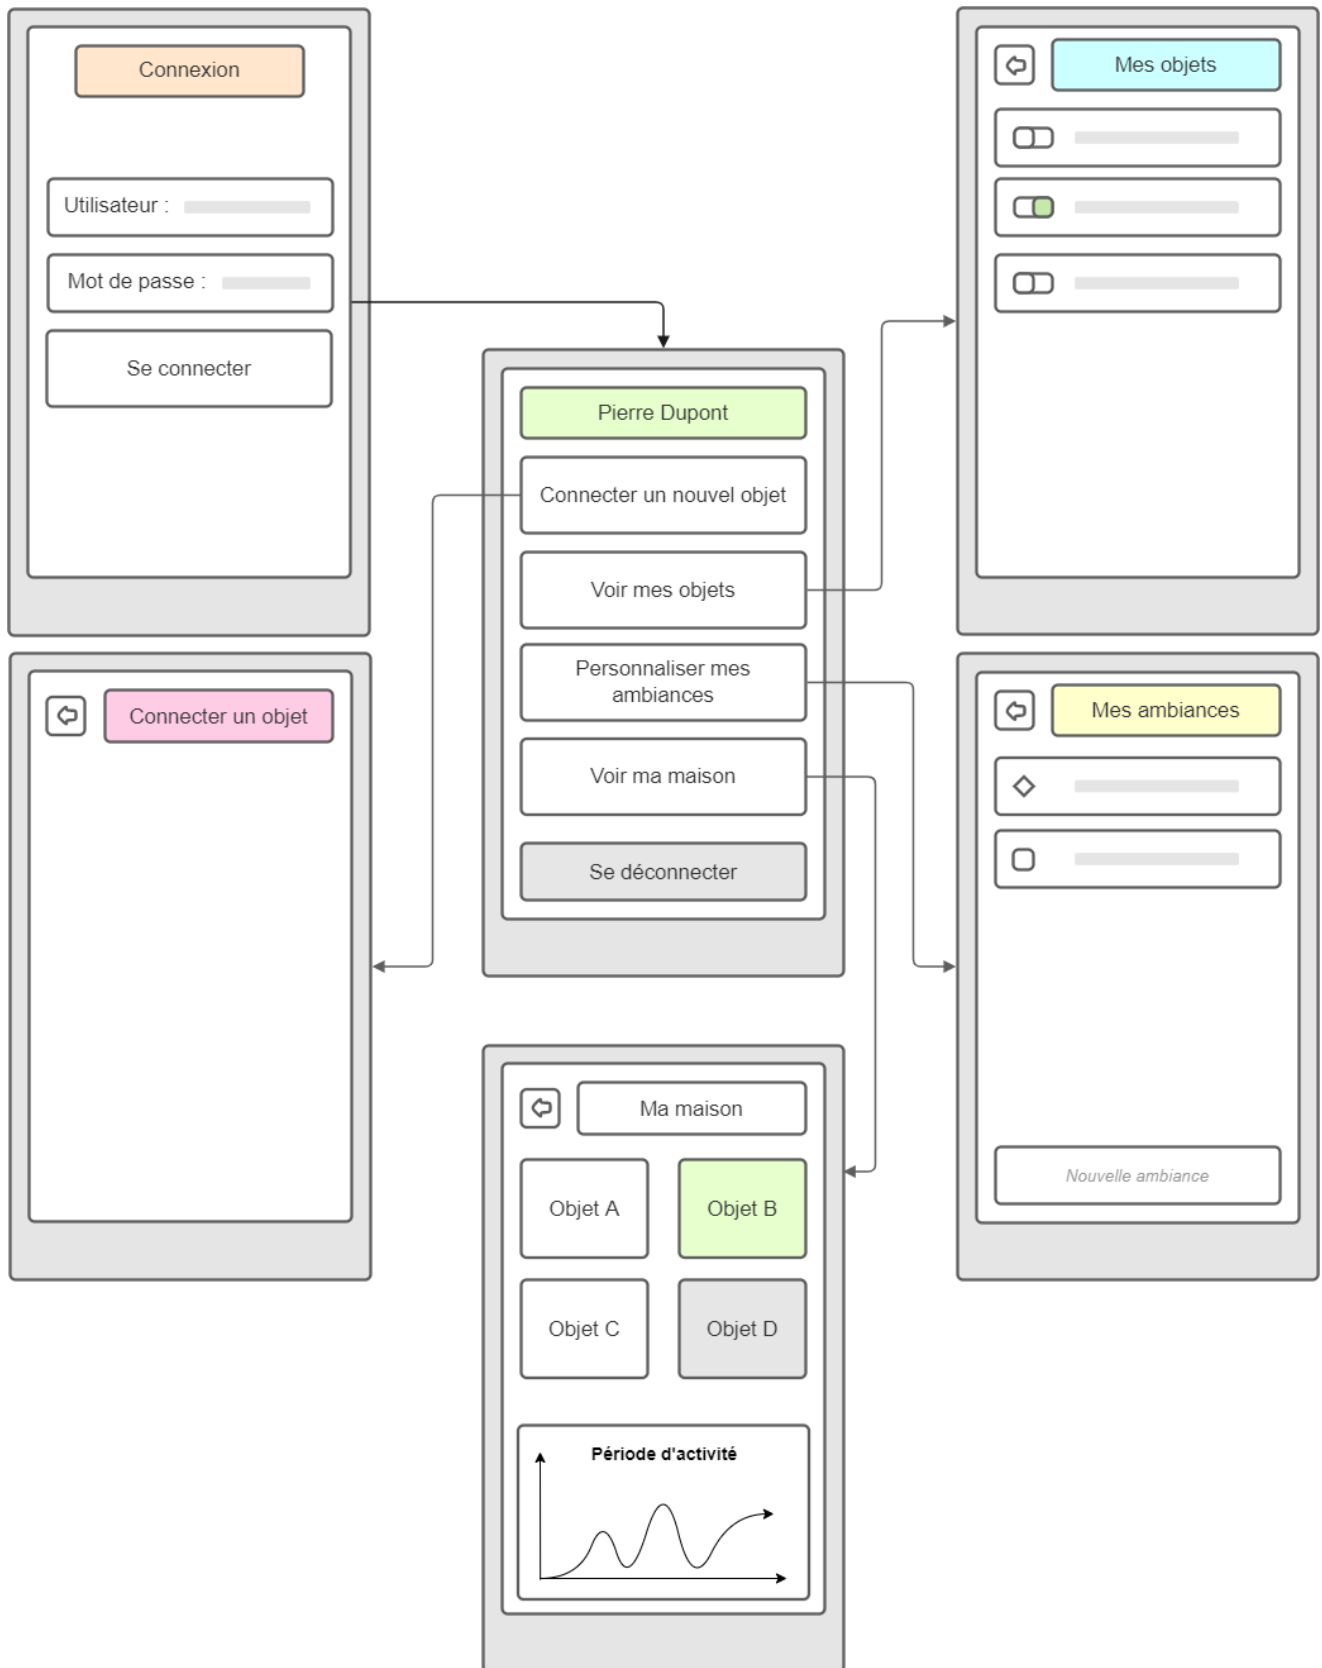 Connexion
Utilisateur :
Mot de passe :
Se connecter
Mes objets
Pierre Dupont
Connecter un nouvel objet
Voir mes objets
Personnaliser mes
ambiances
Voir ma maison
Se déconnecter
Connecter un objet
Mes ambiances
Nouvelle ambiance
Ma maison
Objet A
Objet B
Objet C
Objet D
Période d'activité